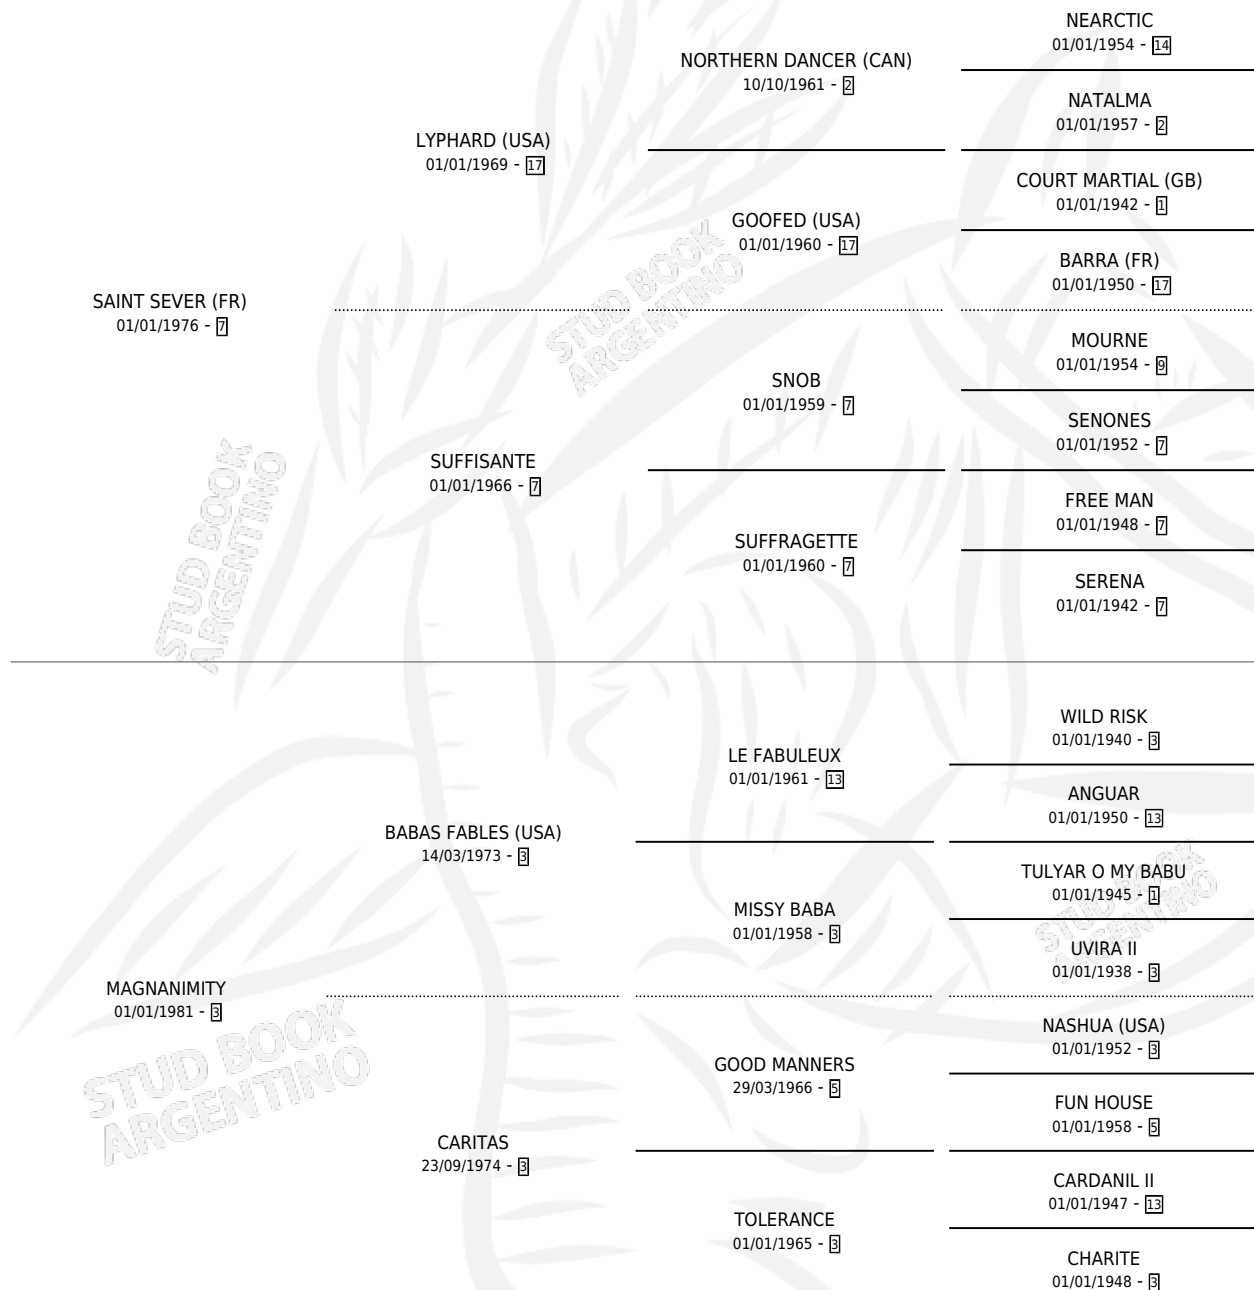 NEARCTIC
01/01/1954 - 14
NORTHERN DANCER (CAN)
10/10/1961 - 2
NATALMA
01/01/1957 - 2
LYPHARD (USA)
01/01/1969 - 17
COURT MARTIAL (GB)
01/01/1942 - 1
GOOFED (USA)
01/01/1960 - 17
BARRA (FR)
01/01/1950 - 17
SAINT SEVER (FR)
01/01/1976 - 7
MOURNE
01/01/1954 - 9
SNOB
01/01/1959 - 7
SENONES
01/01/1952 - 7
SUFFISANTE
01/01/1966 - 7
FREE MAN
01/01/1948 - 7
SUFFRAGETTE
01/01/1960 - 7
SERENA
01/01/1942 - 7
WILD RISK
01/01/1940 - 3
LE FABULEUX
01/01/1961 - 13
ANGUAR
01/01/1950 - 13
BABAS FABLES (USA)
14/03/1973 - 3
TULYAR O MY BABU
01/01/1945 - 1
MISSY BABA
01/01/1958 - 3
UVIRA II
01/01/1938 - 3
MAGNANIMITY
01/01/1981 - 3
NASHUA (USA)
01/01/1952 - 3
GOOD MANNERS
29/03/1966 - 5
FUN HOUSE
01/01/1958 - 5
CARITAS
23/09/1974 - 3
CARDANIL II
01/01/1947 - 13
TOLERANCE
01/01/1965 - 3
CHARITE
01/01/1948 - 3
STUD BOOK
ARGENTINO
STUD BOOK
ARGENTINO
STUD BOOK
ARGENTINO
STUD BOOK
ARGENTINO